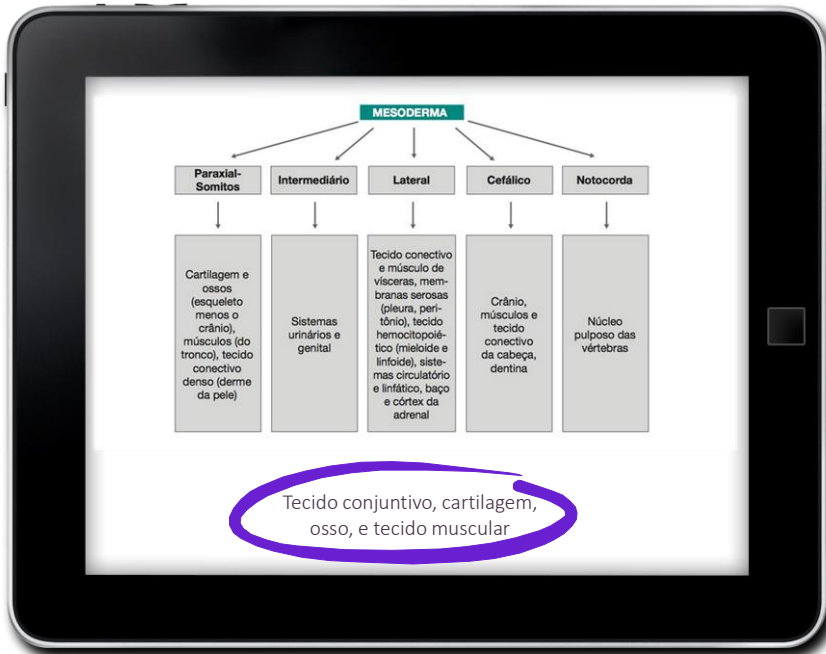 MESODERMA
Paraxial-
Somitos
Intermediário
Lateral
Cefálico
Notocorda
Cartilagem e
ossos
(esqueleto
menos o
crânio),
músculos (do
tronco), tecido
conectivo
denso (derme
da pele)
Sistemas
urinários e
genital
Tecido conectivo
e músculo de
vísceras, mem-
branas serosas
(pleura, peri-
tônio), tecido
hemocitopoié-
tico (mieloide e
linfoide), siste-
mas circulatório
e linfático, baço
e córtex da
adrenal
Crânio,
músculos e
tecido
conectivo
da cabeça,
dentina
Núcleo
pulposo das
vértebras
Tecido conjuntivo, cartilagem,
osso, e tecido muscular